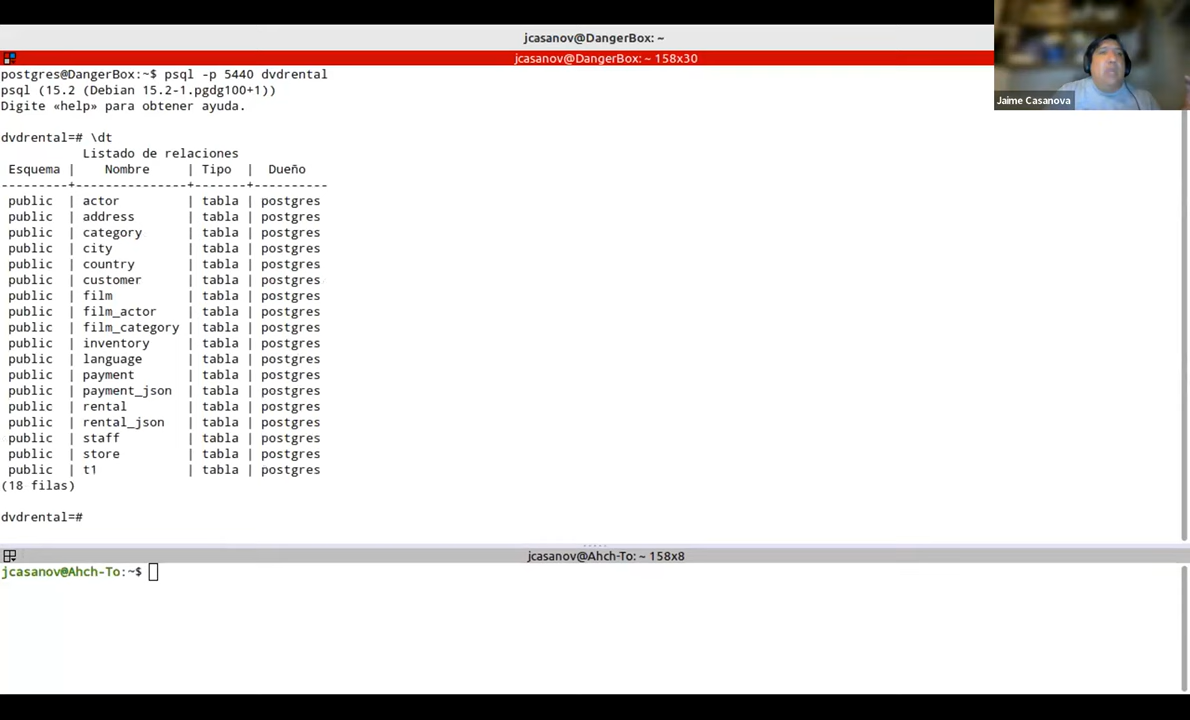 jcasanov@DangerBox: ~
jcasanov@DangerBox: ~ 158x30
Jaime Casanova
postgres@DangerBox:~$ psql -p 5440 dvdrental
psql (15.2 (Debian 15.2-1.pgdg100+1))
Digite «help» para obtener ayuda.
dvdrental=# \dt
Listado de relaciones
Esquema | Nombre | Tipo | Dueño
---------+---------------+-------+----------
public | actor | tabla | postgres
public | address | tabla | postgres
public | category | tabla | postgres
public | city | tabla | postgres
public | country | tabla | postgres
public | customer | tabla | postgres
public | film | tabla | postgres
public | film_actor | tabla | postgres
public | film_category | tabla | postgres
public | inventory | tabla | postgres
public | language | tabla | postgres
public | payment | tabla | postgres
public | payment_json | tabla | postgres
public | rental | tabla | postgres
public | rental_json | tabla | postgres
public | staff | tabla | postgres
public | store | tabla | postgres
public | t1 | tabla | postgres
(18 filas)
dvdrental=#
jcasanov@Ahch-To: ~ 158x8
jcasanov@Ahch-To:~$